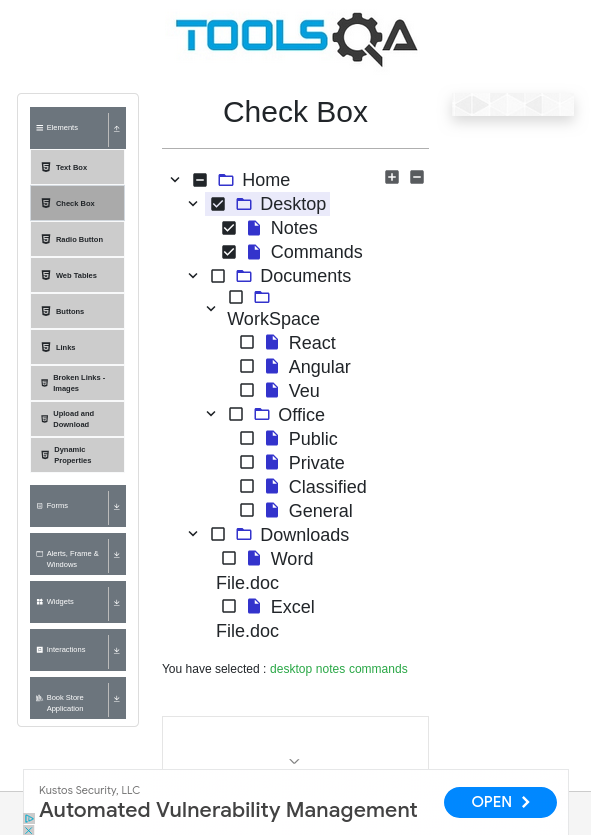 TOOLSQA
Check Box
Elements
Text Box
Check Box
Radio Button
Web Tables
Buttons
Links
Broken Links -
Images
Upload and
Download
Dynamic
Properties
Forms
Alerts, Frame &
Windows
Widgets
Interactions
Book Store
Application
Home
Desktop
Notes
Commands
Documents
WorkSpace
React
Angular
Veu
Office
Public
Private
Classified
General
Downloads
Word
File.doc
Excel
File.doc
You have selected : desktop notes commands
Kustos Security, LLC
Automated Vulnerability Management
OPEN